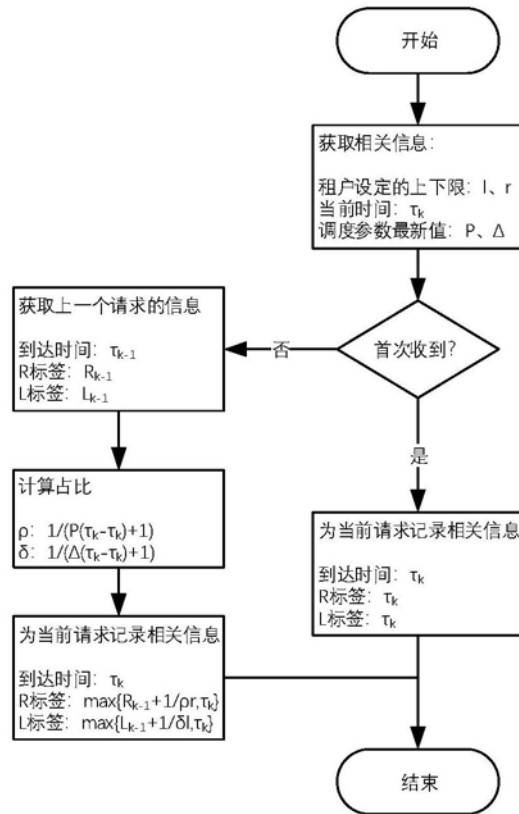 开始
获取相关信息：
租户设定的上下限：l、r
当前时间：τk
调度参数最新值：P、Δ
首次收到?
否
是
获取上一个请求的信息
到达时间：τk-1
R标签：Rk-1
L标签：Lk-1
计算占比
ρ：1/(P(τk-τk)+1)
δ：1/(Δ(τk-τk)+1)
为当前请求记录相关信息
到达时间：τk
R标签：max{Rk-1+1/ρr,τk}
L标签：max{Lk-1+1/δl,τk}
为当前请求记录相关信息
到达时间：τk
R标签：τk
L标签：τk
结束